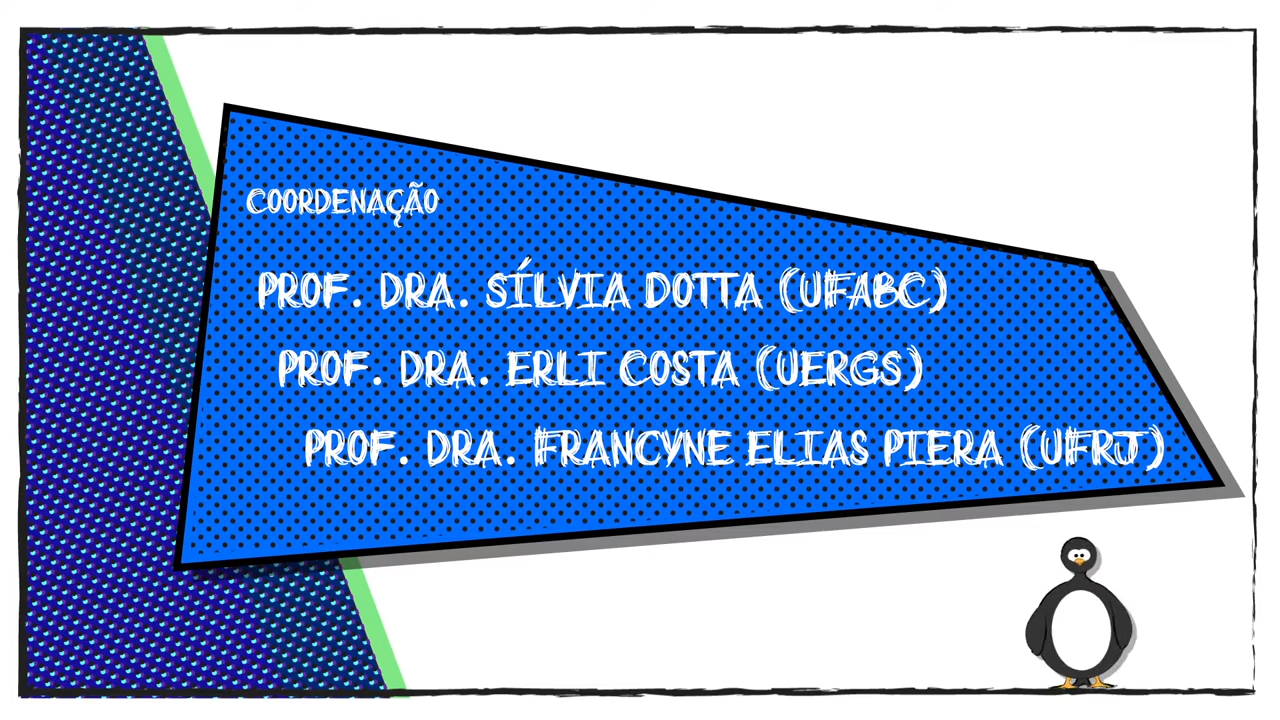 COORDENAÇÃO
PROF. DRA. SÍLVIA DOTTA (UFABC)
PROF. DRA. ERLI COSTA (UERGS)
PROF. DRA. FRANCYNE ELIAS PIERA (UFRJ)